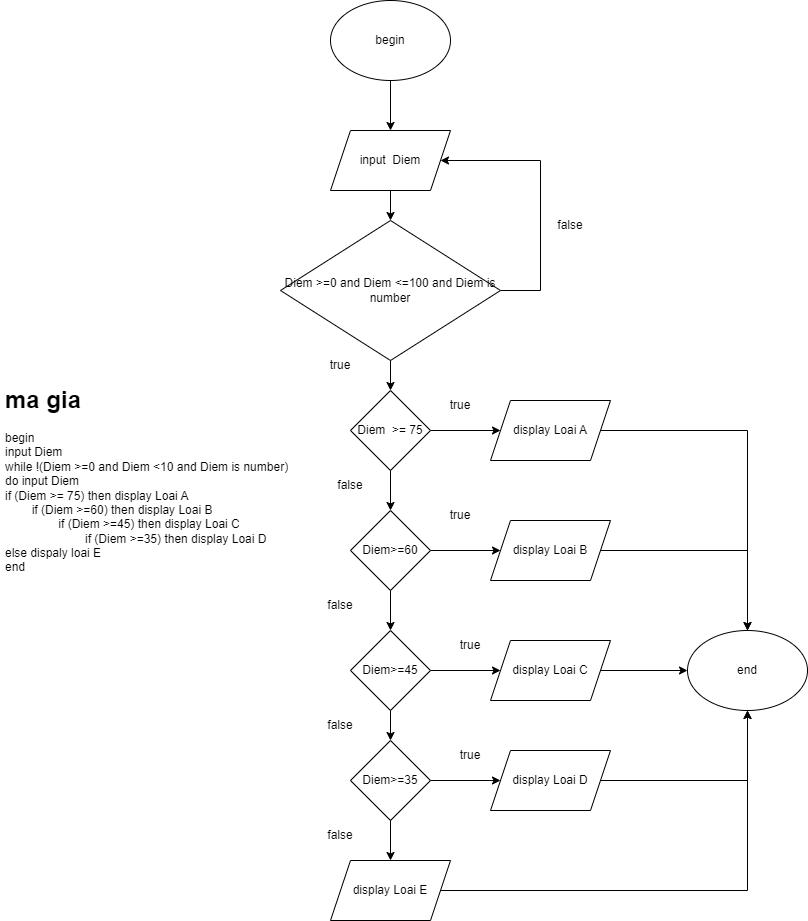 begin
input  Diem
false
Diem >=0 and Diem <=100 and Diem is
number
true
ma gia
begin
input Diem
while !(Diem >=0 and Diem <10 and Diem is number)
do input Diem
if (Diem >= 75) then display Loai A
if (Diem >=60) then display Loai B
if (Diem >=45) then display Loai C
if (Diem >=35) then display Loai D
else dispaly loai E
end
true
Diem  >= 75
display Loai A
false
true
Diem>=60
display Loai B
false
true
Diem>=45
display Loai C
end
false
true
Diem>=35
display Loai D
false
display Loai E